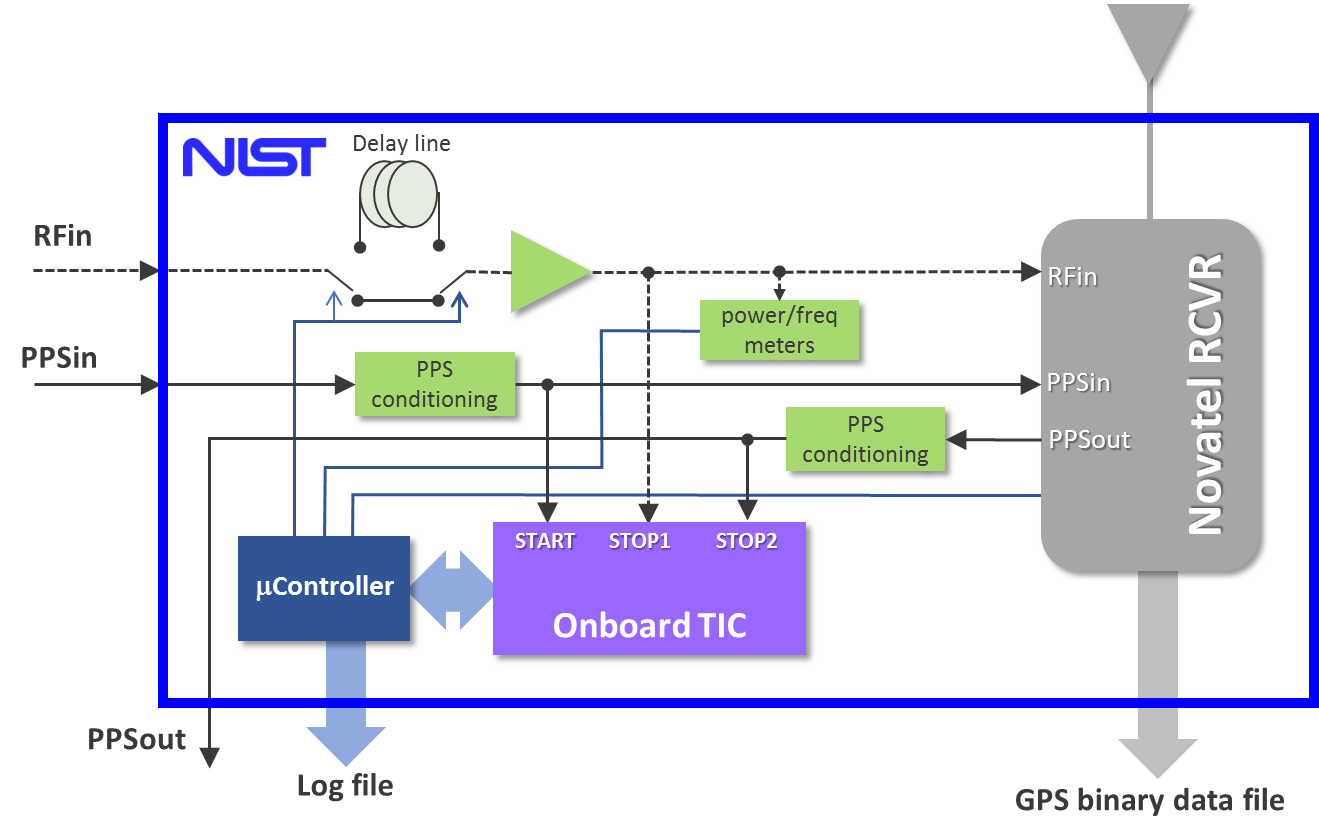 NIST
Delay line
RFin
RFin
power/freq
meters
PPSin
PPS
conditioning
PPSin
PPS
conditioning
PPSout
Novatel RCVR
START STOP1 STOP2
µController
Onboard TIC
PPSout
Log file
GPS binary data file